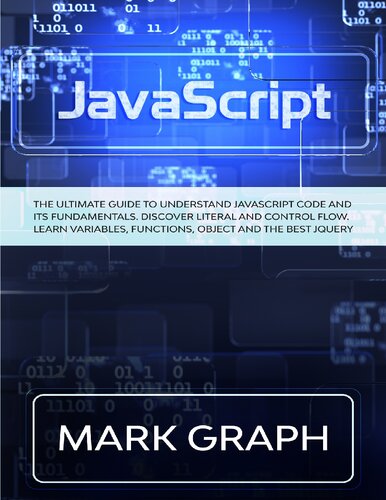 JavaScript
THE ULTIMATE GUIDE TO UNDERSTAND JAVASCRIPT CODE AND
ITS FUNDAMENTALS. DISCOVER LITERAL AND CONTROL FLOW.
LEARN VARIABLES, FUNCTIONS, OBJECT AND THE BEST JQUERY
MARK GRAPH